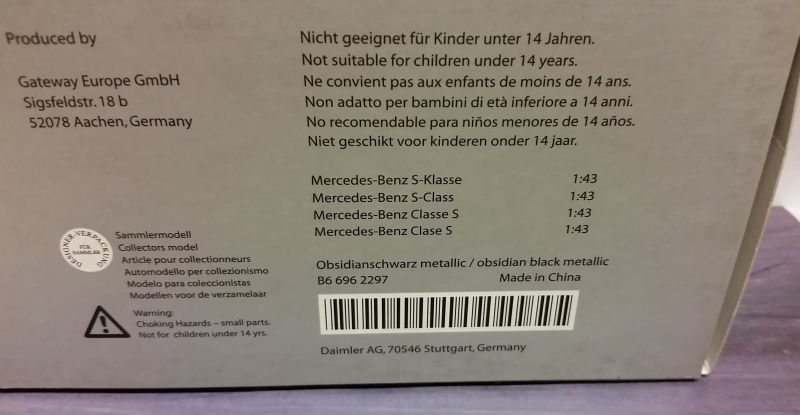 Produced by
Gateway Europe GmbH
Sigsfeldstr. 18 b
52078 Aachen, Germany
Nicht geeignet für Kinder unter 14 Jahren.
Not suitable for children under 14 years.
Ne convient pas aux enfants de moins de 14 ans.
Non adatto per bambini di età inferiore a 14 anni.
No recomendable para niños menores de 14 años.
Niet geschikt voor kinderen onder 14 jaar.
Mercedes-Benz S-Klasse 1:43
Mercedes-Benz S-Class 1:43
Mercedes-Benz Classe S 1:43
Mercedes-Benz Clase S 1:43
DESIGNER-VERPACKUNG
FÜR
SAMMLER
Sammlermodell
Collectors model
Article pour collectionneurs
Automodello per collezionismo
Modelo para coleccionistas
Modellen voor de verzamelaar
Obsidianschwarz metallic / obsidian black metallic
B6 696 2297 Made in China
Warning:
Choking Hazards – small parts.
Not for children under 14 yrs.
Daimler AG, 70546 Stuttgart, Germany